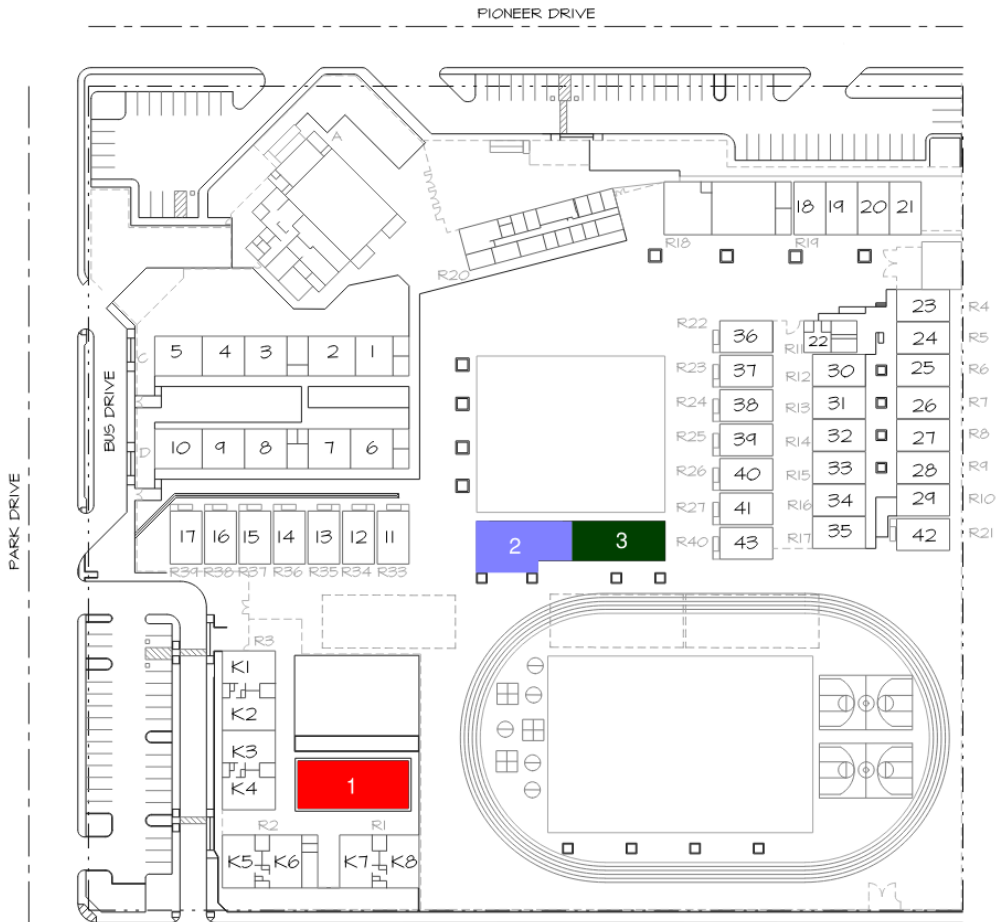 PIONEER DRIVE
A
18 19 20 21
R18 R19
R20
23 R4
R22 36 22 24 R5
R11
C 5 4 3 2 1
R23 37 R12 30 25 R6
R24 38 R13 31 26 R7
BUS DRIVE
D 10 9 8 7 6
R25 39 R14 32 27 R8
R26 40 R15 33 28 R9
PARK DRIVE
R27 41 R16 34 29 R10
17 16 15 14 13 12 11
2 3
R40 43 R17 35 42 R21
R39 R38 R37 R36 R35 R34 R33
R3
K1
K2
K3
K4
1
R2 R1
K5 K6 K7 K8